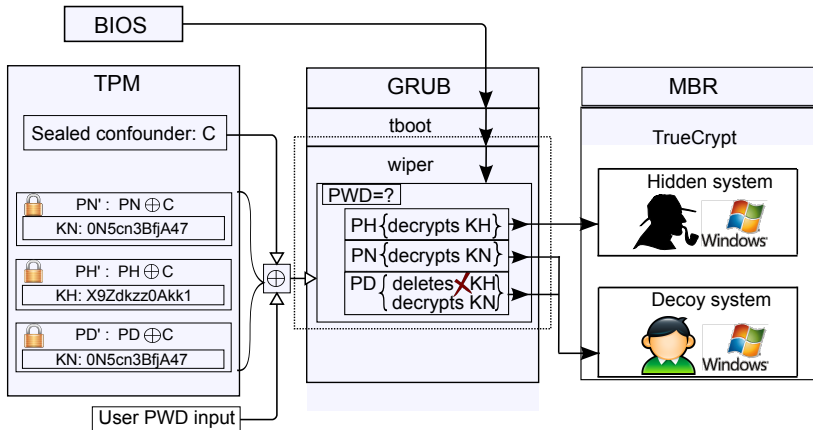 BIOS
TPM
Sealed confounder: C
PN' : PN ⊕ C
KN: 0N5cn3BfjA47
PH' : PH ⊕ C
KH: X9Zdkzz0Akk1
PD' : PD ⊕ C
KN: 0N5cn3BfjA47
User PWD input
⊕
GRUB
tboot
wiper
PWD=?
PH {decrypts KH}
PN {decrypts KN}
PD { deletes KH
decrypts KN }
MBR
TrueCrypt
Hidden system
Windows
Decoy system
Windows